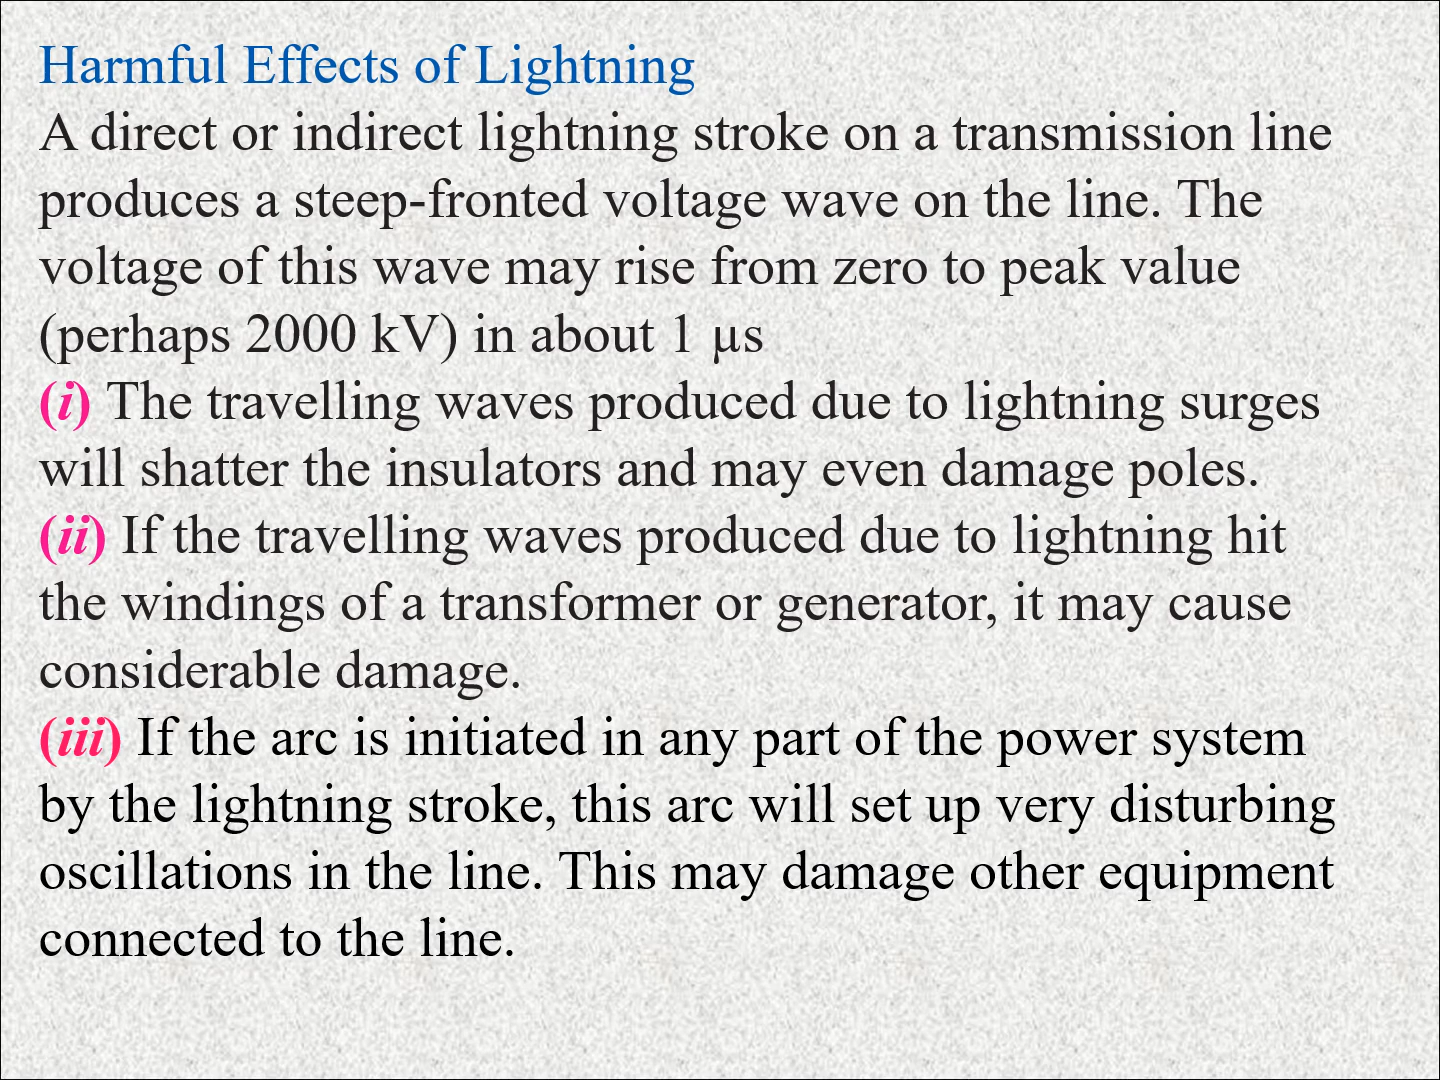 Harmful Effects of Lightning
A direct or indirect lightning stroke on a transmission line
produces a steep-fronted voltage wave on the line. The
voltage of this wave may rise from zero to peak value
(perhaps 2000 kV) in about 1 µs
(i) The travelling waves produced due to lightning surges
will shatter the insulators and may even damage poles.
(ii) If the travelling waves produced due to lightning hit
the windings of a transformer or generator, it may cause
considerable damage.
(iii) If the arc is initiated in any part of the power system
by the lightning stroke, this arc will set up very disturbing
oscillations in the line. This may damage other equipment
connected to the line.